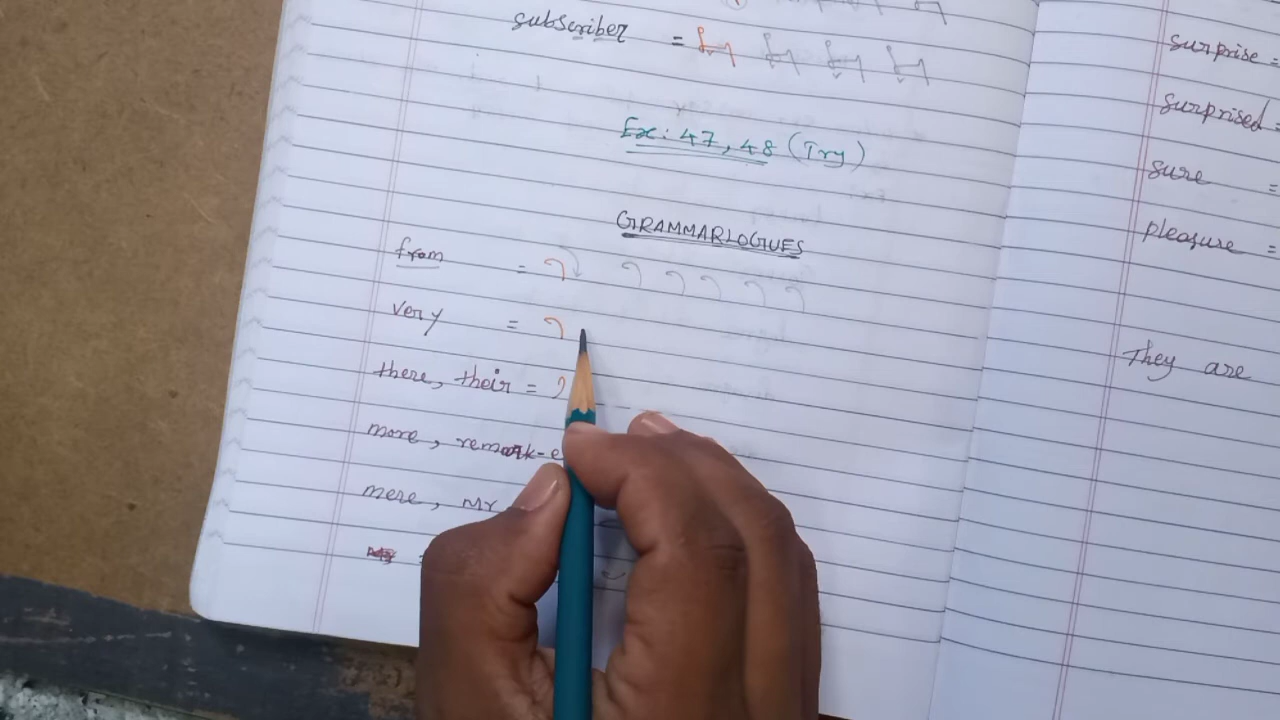 subscriber =
Ex: 47, 48 (Try)
GRAMMARLOGUES
from =
very =
there, their =
more, remark-e
mere, Mr
surprise =
surprised =
sure =
pleasure =
They are